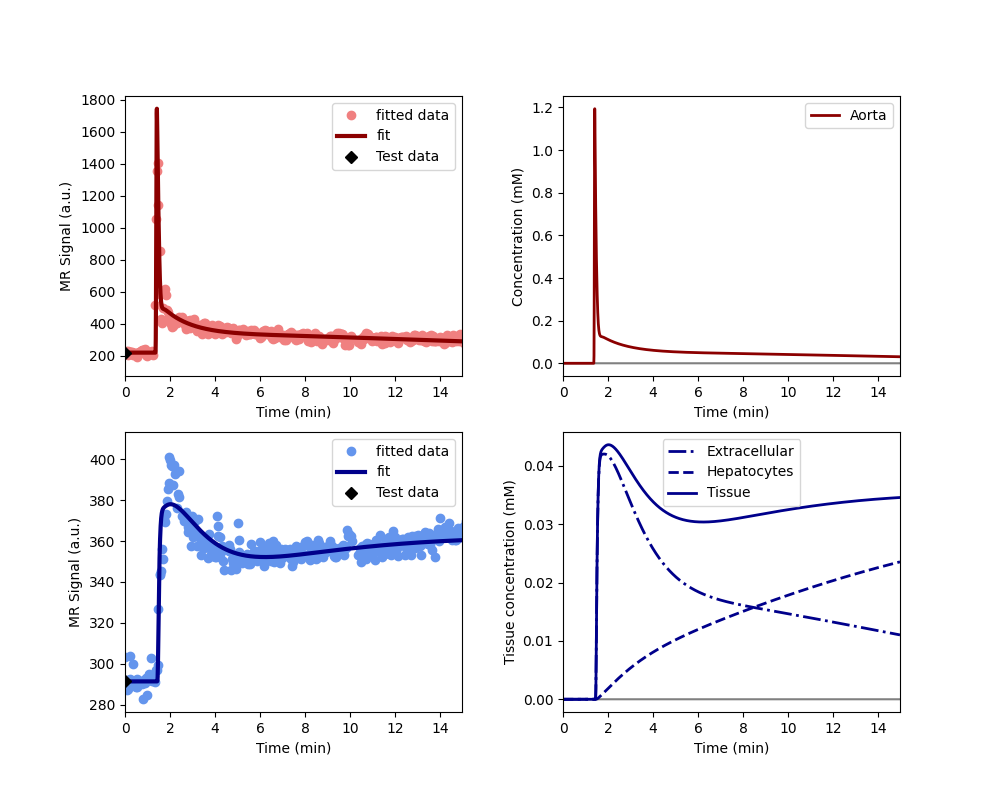 1800
1600
1400
1200
1000
800
600
400
200
MR Signal (a.u.)
fitted data
fit
Test data
0 2 4 6 8 10 12 14
Time (min)
1.2
1.0
0.8
0.6
0.4
0.2
0.0
Concentration (mM)
Aorta
0 2 4 6 8 10 12 14
Time (min)
400
380
360
340
320
300
280
MR Signal (a.u.)
fitted data
fit
Test data
0 2 4 6 8 10 12 14
Time (min)
0.04
0.03
0.02
0.01
0.00
Tissue concentration (mM)
Extracellular
Hepatocytes
Tissue
0 2 4 6 8 10 12 14
Time (min)